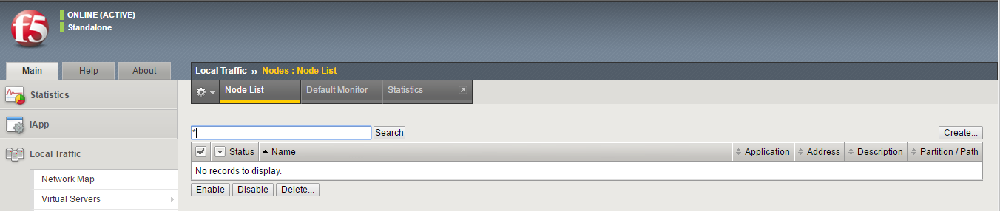 f5
ONLINE (ACTIVE)
Standalone
Main Help About
Local Traffic ›› Nodes : Node List
Node List Default Monitor Statistics
Statistics
iApp
Local Traffic
Network Map
Virtual Servers
* Search Create...
Status Name Application Address Description Partition / Path
No records to display.
Enable Disable Delete...